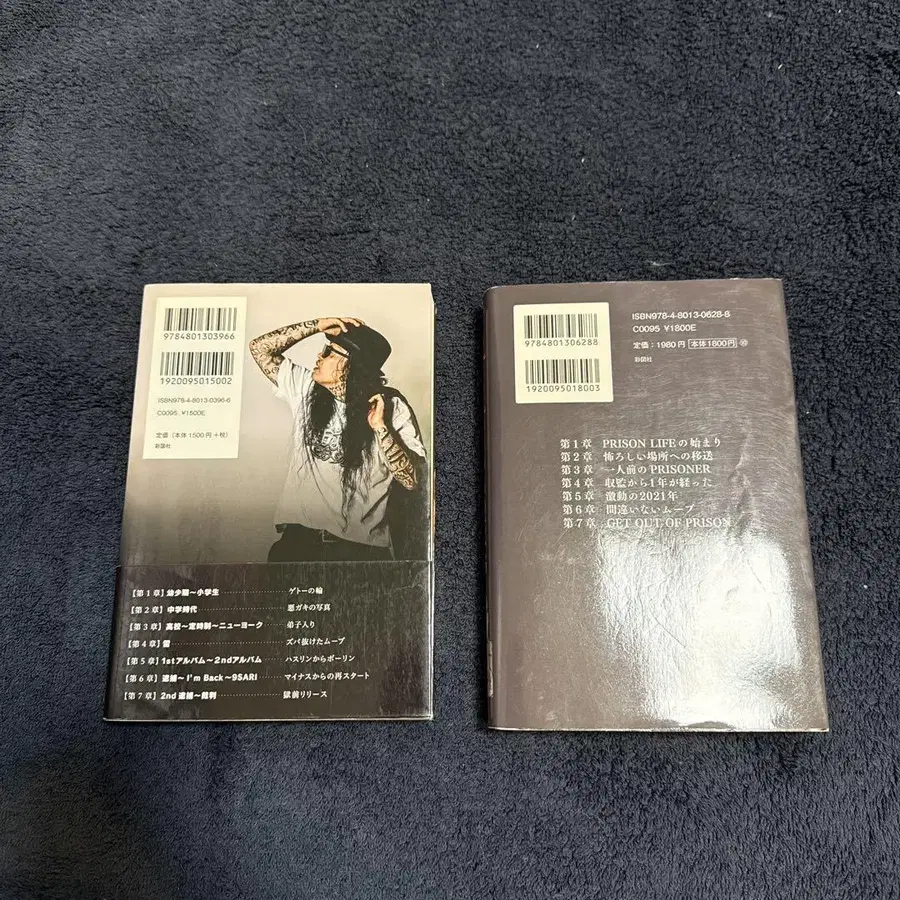 9784801303966
1920095015002
ISBN978-4-8013-0396-6
C0095 ¥1500E
定価（本体1500円+税）
彩図社
【第1章】幼少期〜小学生 ゲトーの輪
【第2章】中学時代 悪ガキの写真
【第3章】高校〜定時制〜ニューヨーク 弟子入り
【第4章】雷 ズバ抜けたムーブ
【第5章】1stアルバム〜2ndアルバム ハスリンからボーリン
【第6章】逮捕〜I'm Back〜9SARI マイナスからの再スタート
【第7章】2nd逮捕〜裁判 獄前リリース
9784801306288
1920095018003
ISBN978-4-8013-0628-8
C0095 ¥1800E
定価：1980円 本体1800円 ⑩
彩図社
第1章 PRISON LIFEの始まり
第2章 怖ろしい場所への移送
第3章 一人前のPRISONER
第4章 収監から1年が経った
第5章 激動の2021年
第6章 間違いないムーブ
第7章 GET OUT OF PRISON